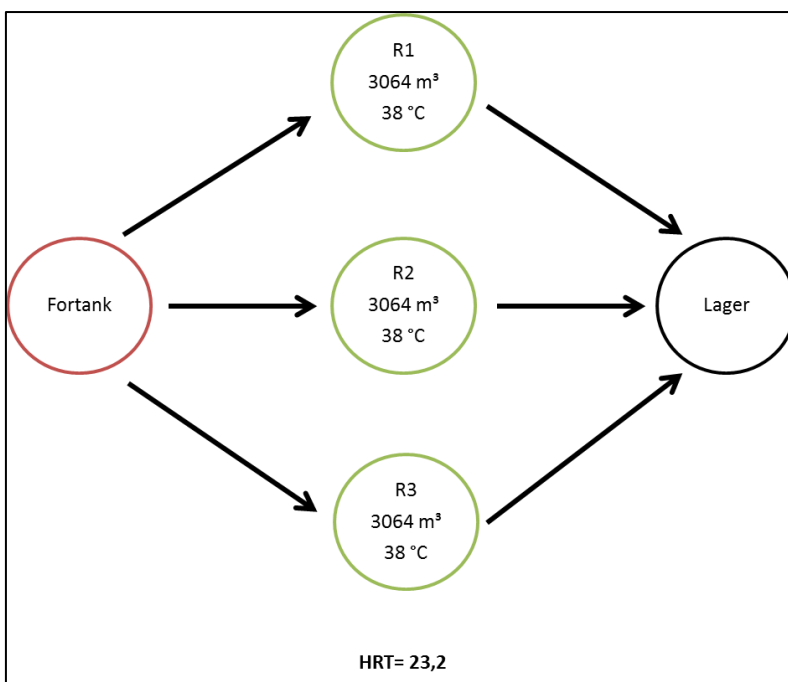 R1
3064 m³
38 °C
Fortank
R2
3064 m³
38 °C
Lager
R3
3064 m³
38 °C
HRT= 23,2